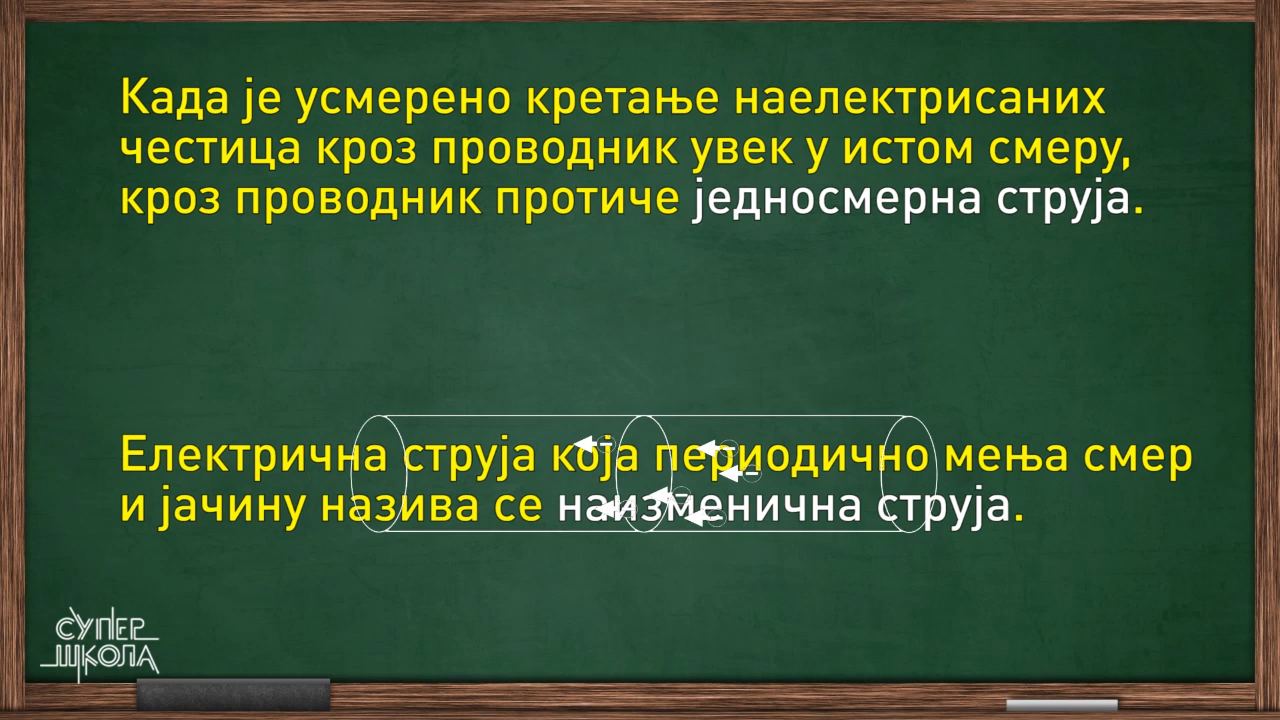 Када је усмерено кретање наелектрисаних
честица кроз проводник увек у истом смеру,
кроз проводник протиче једносмерна струја.
Електрична струја која периодично мења смер
и јачину назива се наизменична струја.
СУПЕР
ШКОЛА